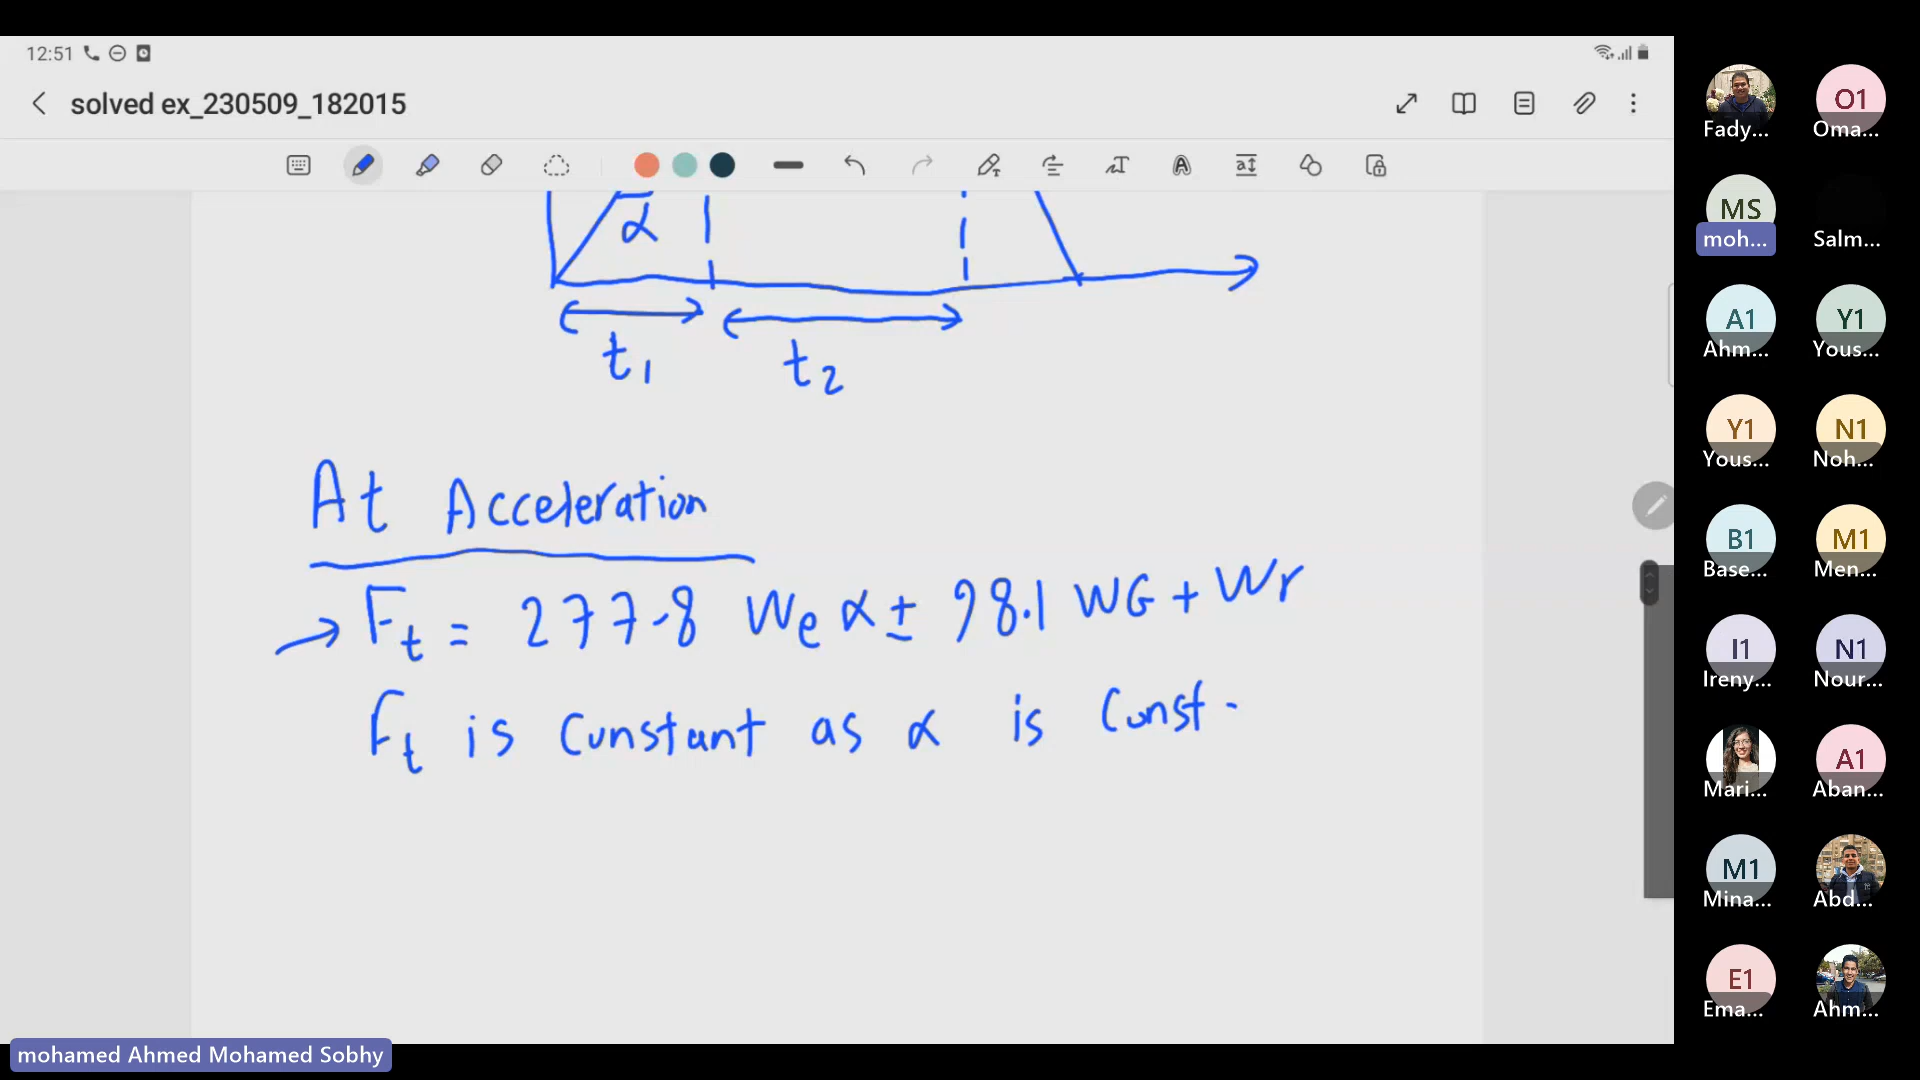 12:51
solved ex_230509_182015
α
t1
t2
At Acceleration
Ft = 277.8 We α ± 98.1 WG + Wr
Ft is Constant as α is Const.
Fady...
O1
Oma...
MS
moh...
Salm...
A1
Ahm...
Y1
Yous...
Y1
Yous...
N1
Noh...
B1
Base...
M1
Men...
I1
Ireny...
N1
Nour...
Mari...
A1
Aban...
M1
Mina...
Abd...
E1
Ema...
Ahm...
mohamed Ahmed Mohamed Sobhy